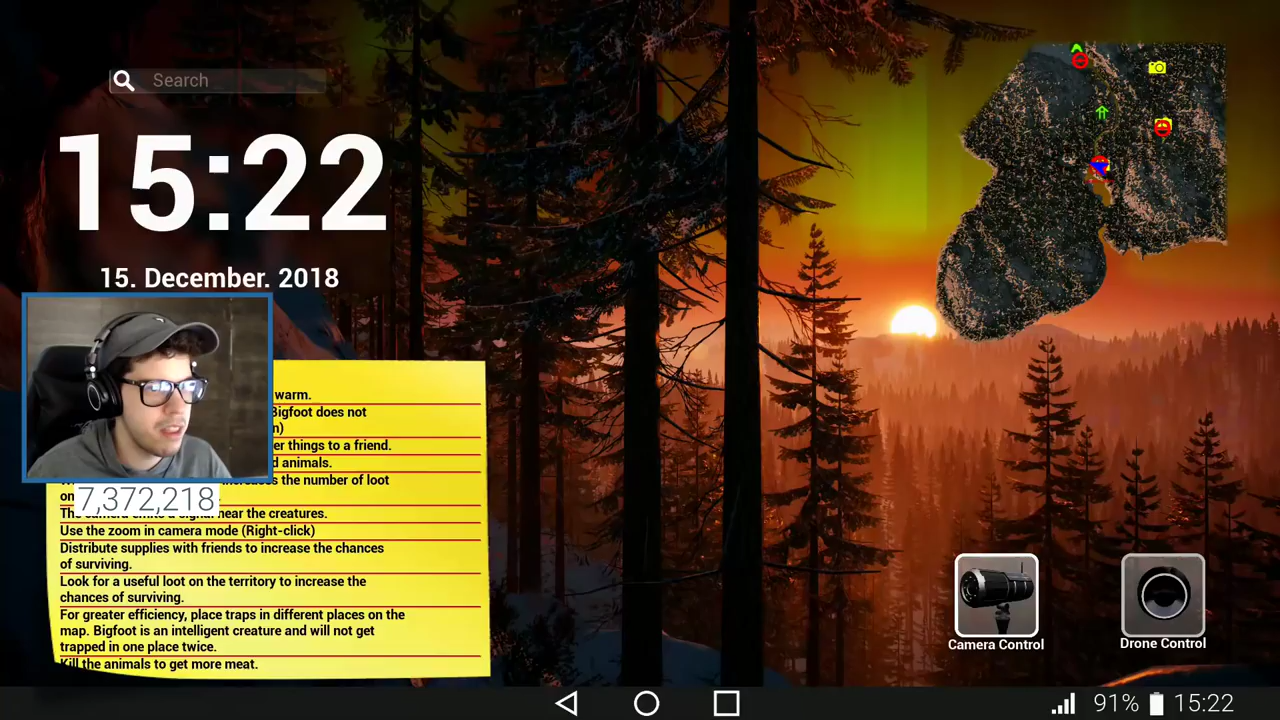 Search
15:22
15. December. 2018
warm.
Bigfoot does not
er things to a friend.
d animals.
the number of loot
7,372,218
near the creatures.
Use the zoom in camera mode (Right-click)
Distribute supplies with friends to increase the chances
of surviving.
Look for a useful loot on the territory to increase the
chances of surviving.
For greater efficiency, place traps in different places on the
map. Bigfoot is an intelligent creature and will not get
trapped in one place twice.
Kill the animals to get more meat.
Camera Control
Drone Control
91%
15:22